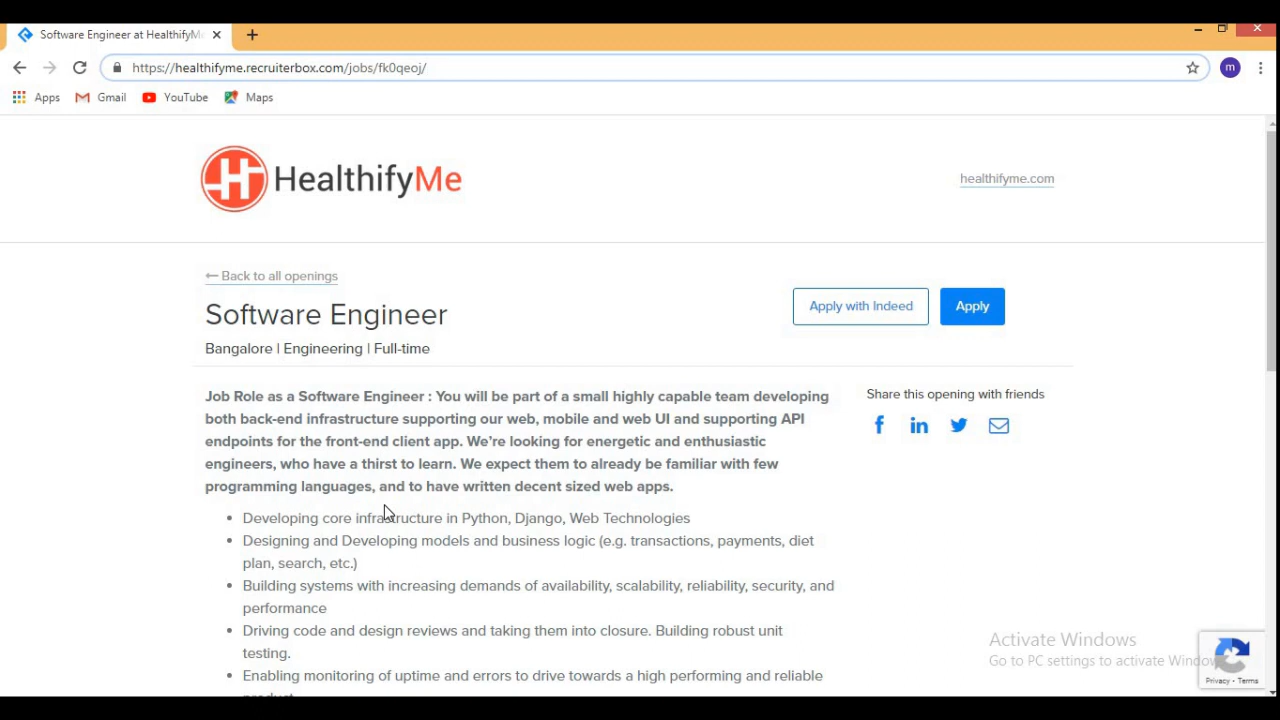 Software Engineer at HealthifyMe
https://healthifyme.recruiterbox.com/jobs/fk0qeoj/
m
Apps Gmail YouTube Maps
HealthifyMe
healthifyme.com
Back to all openings
Software Engineer
Apply with Indeed
Apply
Bangalore | Engineering | Full-time
Job Role as a Software Engineer : You will be part of a small highly capable team developing
both back-end infrastructure supporting our web, mobile and web UI and supporting API
endpoints for the front-end client app. We're looking for energetic and enthusiastic
engineers, who have a thirst to learn. We expect them to already be familiar with few
programming languages, and to have written decent sized web apps.
Share this opening with friends
• Developing core infrastructure in Python, Django, Web Technologies
• Designing and Developing models and business logic (e.g. transactions, payments, diet
plan, search, etc.)
• Building systems with increasing demands of availability, scalability, reliability, security, and
performance
• Driving code and design reviews and taking them into closure. Building robust unit
testing.
• Enabling monitoring of uptime and errors to drive towards a high performing and reliable
product
Activate Windows
Go to PC settings to activate Windows
Privacy - Terms